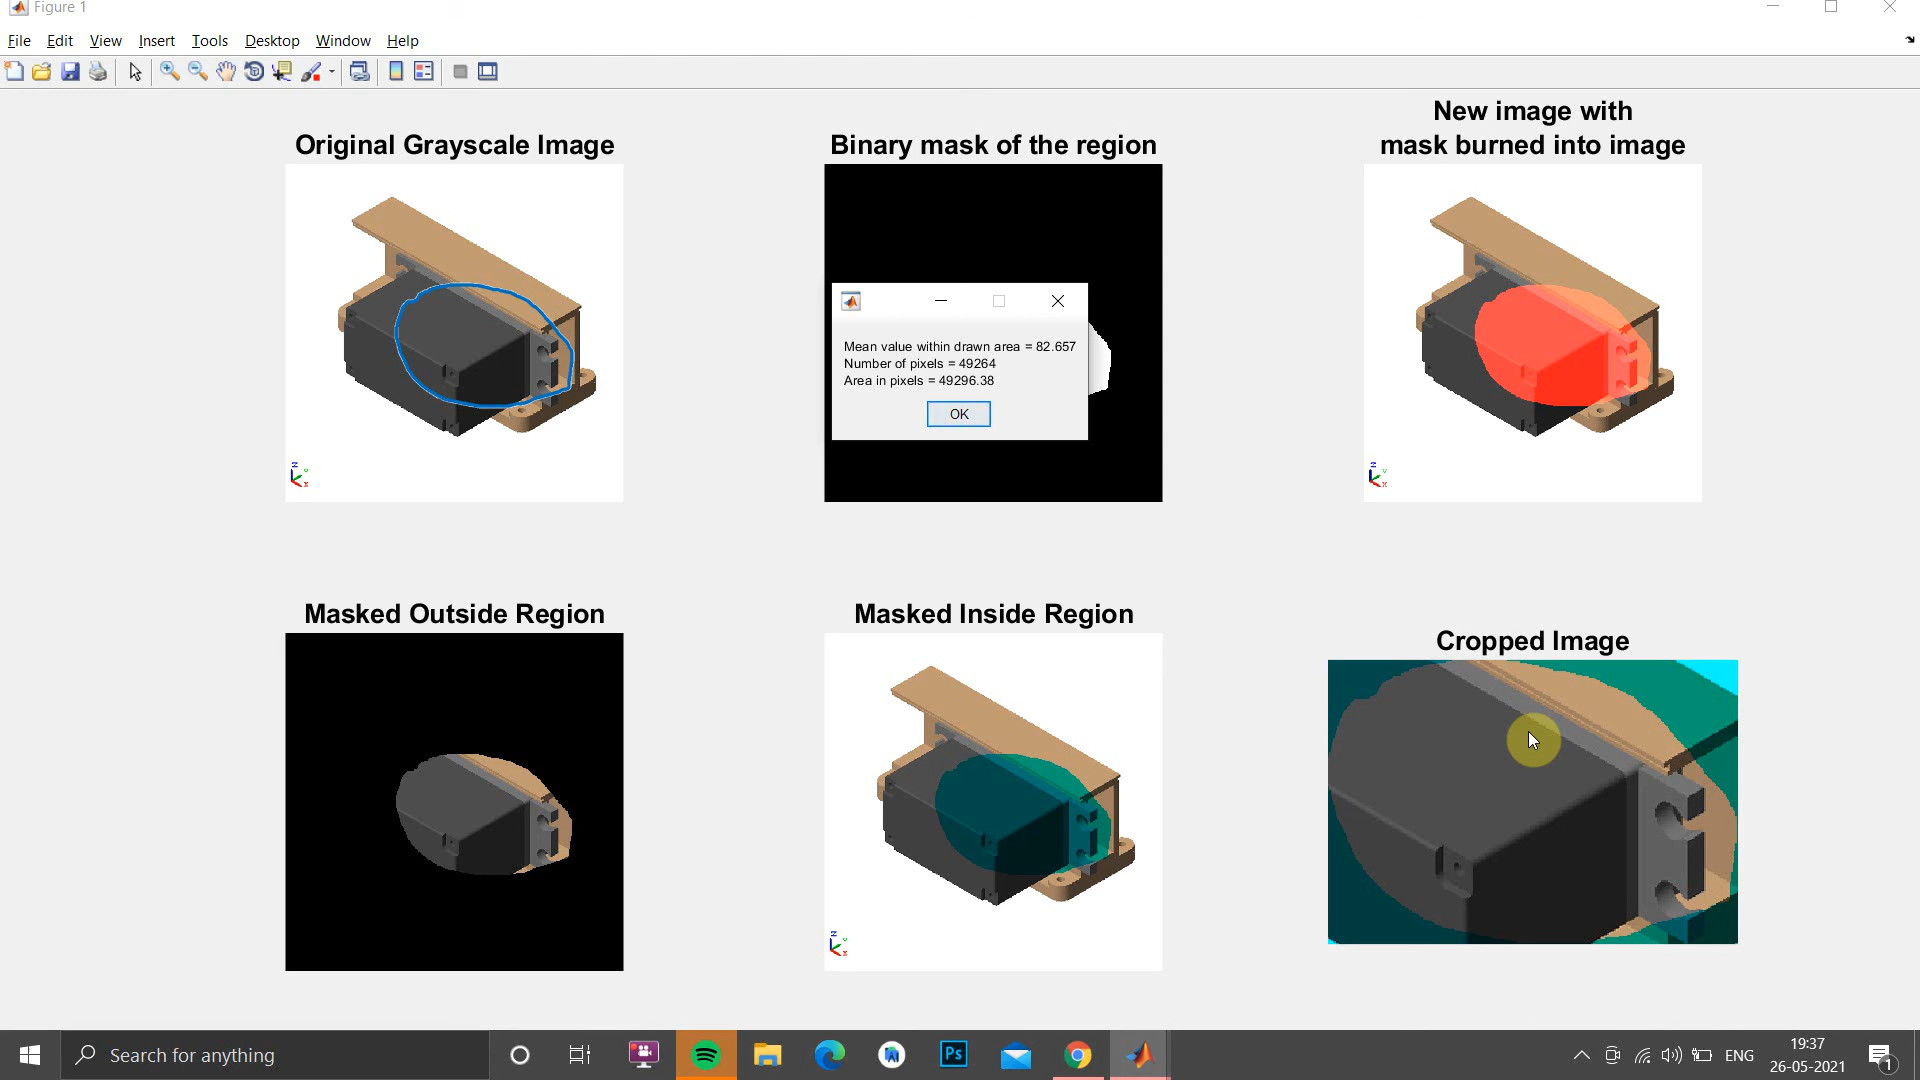 Figure 1
File Edit View Insert Tools Desktop Window Help
Original Grayscale Image
Binary mask of the region
New image with
mask burned into image
Mean value within drawn area = 82.657
Number of pixels = 49264
Area in pixels = 49296.38
OK
Z
Y
X
Z
Y
X
Masked Outside Region
Masked Inside Region
Cropped Image
Z
Y
X
Search for anything
Ps
ENG
19:37
26-05-2021
1